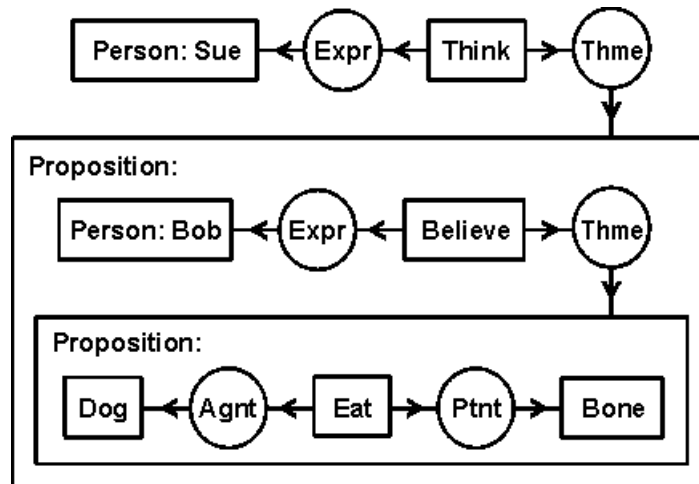 Person: Sue Expr Think Thme
Proposition:
Person: Bob Expr Believe Thme
Proposition:
Dog Agnt Eat Ptnt Bone